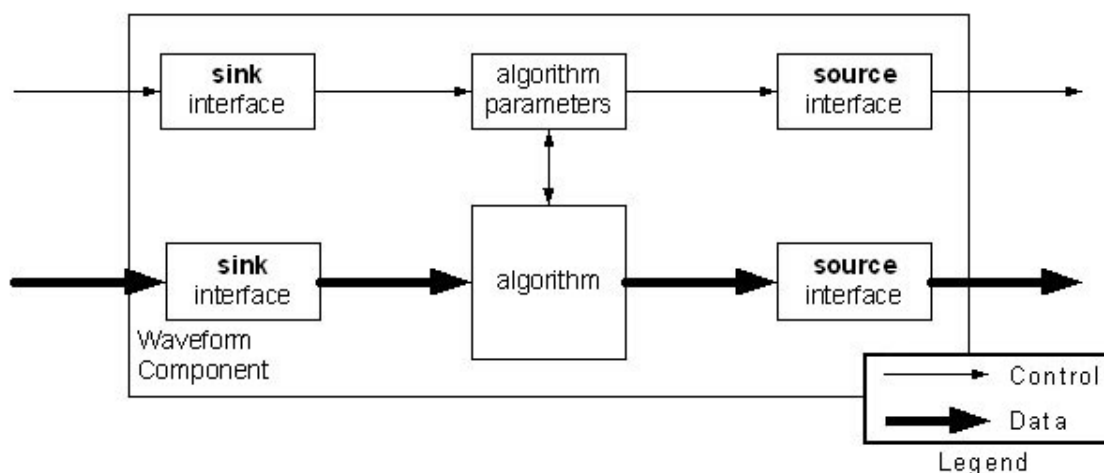 sink
interface
algorithm
parameters
source
interface
sink
interface
algorithm
source
interface
Waveform
Component
Control
Data
Legend